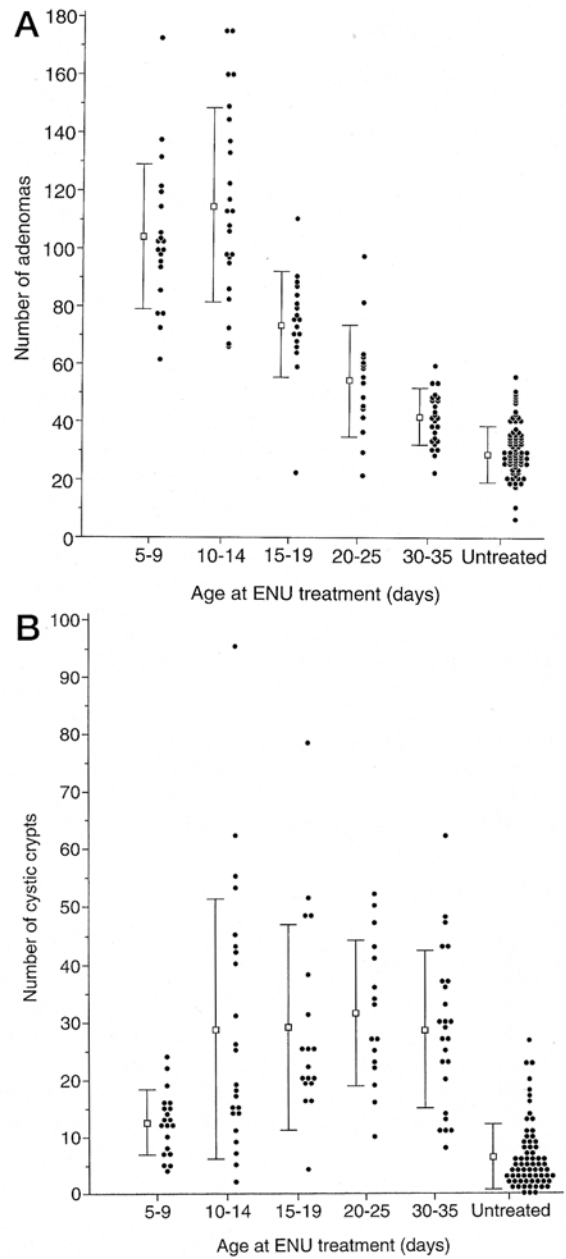 A
180
160
140
120
100
80
60
40
20
0
Number of adenomas
5-9 10-14 15-19 20-25 30-35 Untreated
Age at ENU treatment (days)
B
100
90
80
70
60
50
40
30
20
10
0
Number of cystic crypts
5-9 10-14 15-19 20-25 30-35 Untreated
Age at ENU treatment (days)